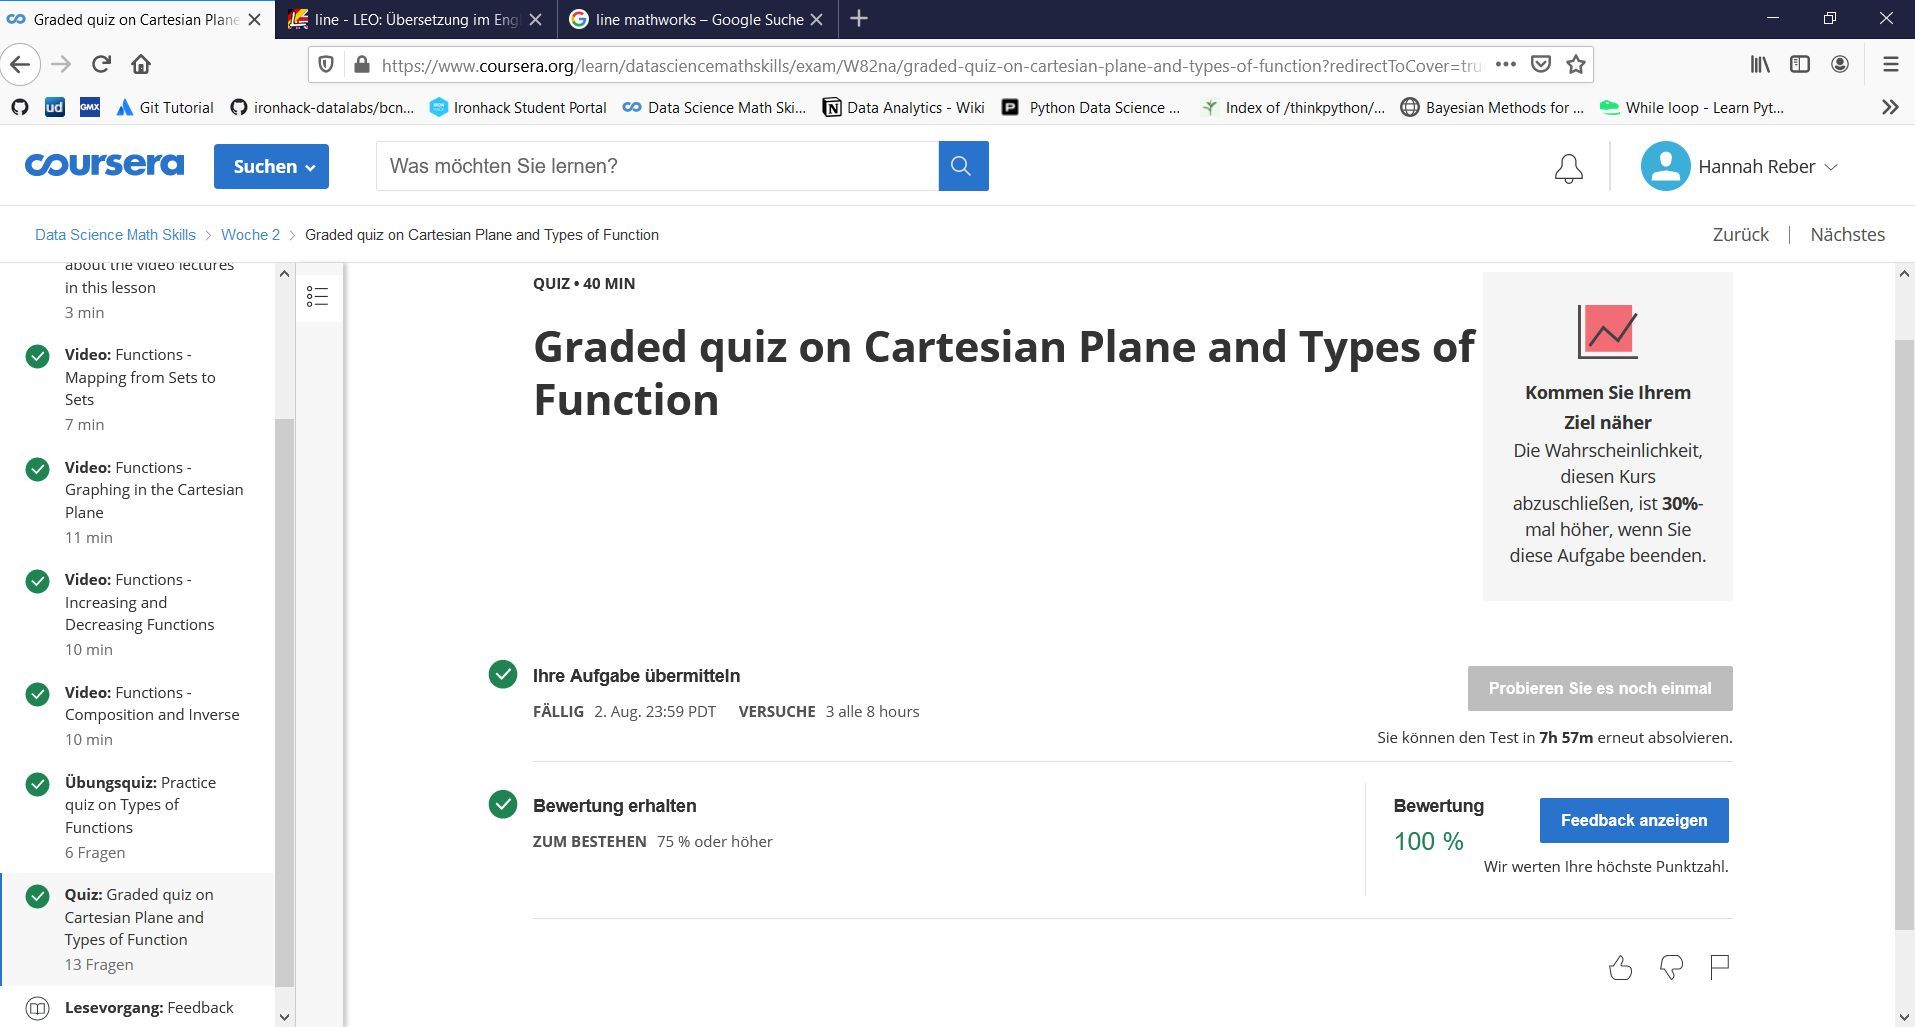 Graded quiz on Cartesian Plane
line - LEO: Übersetzung im Eng
line mathworks – Google Suche
https://www.coursera.org/learn/datasciencemathskills/exam/W82na/graded-quiz-on-cartesian-plane-and-types-of-function?redirectToCover=tru
ud
GMX
Git Tutorial
ironhack-datalabs/bcn...
Ironhack Student Portal
Data Science Math Ski...
Data Analytics - Wiki
Python Data Science ...
Index of /thinkpython/...
Bayesian Methods for ...
While loop - Learn Pyt...
coursera
Suchen
Was möchten Sie lernen?
Hannah Reber
Data Science Math Skills > Woche 2 > Graded quiz on Cartesian Plane and Types of Function
Zurück | Nächstes
about the video lectures
in this lesson
3 min
Video: Functions -
Mapping from Sets to
Sets
7 min
Video: Functions -
Graphing in the Cartesian
Plane
11 min
Video: Functions -
Increasing and
Decreasing Functions
10 min
Video: Functions -
Composition and Inverse
10 min
Übungsquiz: Practice
quiz on Types of
Functions
6 Fragen
Quiz: Graded quiz on
Cartesian Plane and
Types of Function
13 Fragen
Lesevorgang: Feedback
QUIZ • 40 MIN
Graded quiz on Cartesian Plane and Types of
Function
Kommen Sie Ihrem
Ziel näher
Die Wahrscheinlichkeit,
diesen Kurs
abzuschließen, ist 30%-
mal höher, wenn Sie
diese Aufgabe beenden.
Ihre Aufgabe übermitteln
FÄLLIG 2. Aug. 23:59 PDT VERSUCHE 3 alle 8 hours
Probieren Sie es noch einmal
Sie können den Test in 7h 57m erneut absolvieren.
Bewertung erhalten
ZUM BESTEHEN 75 % oder höher
Bewertung
100 %
Feedback anzeigen
Wir werten Ihre höchste Punktzahl.